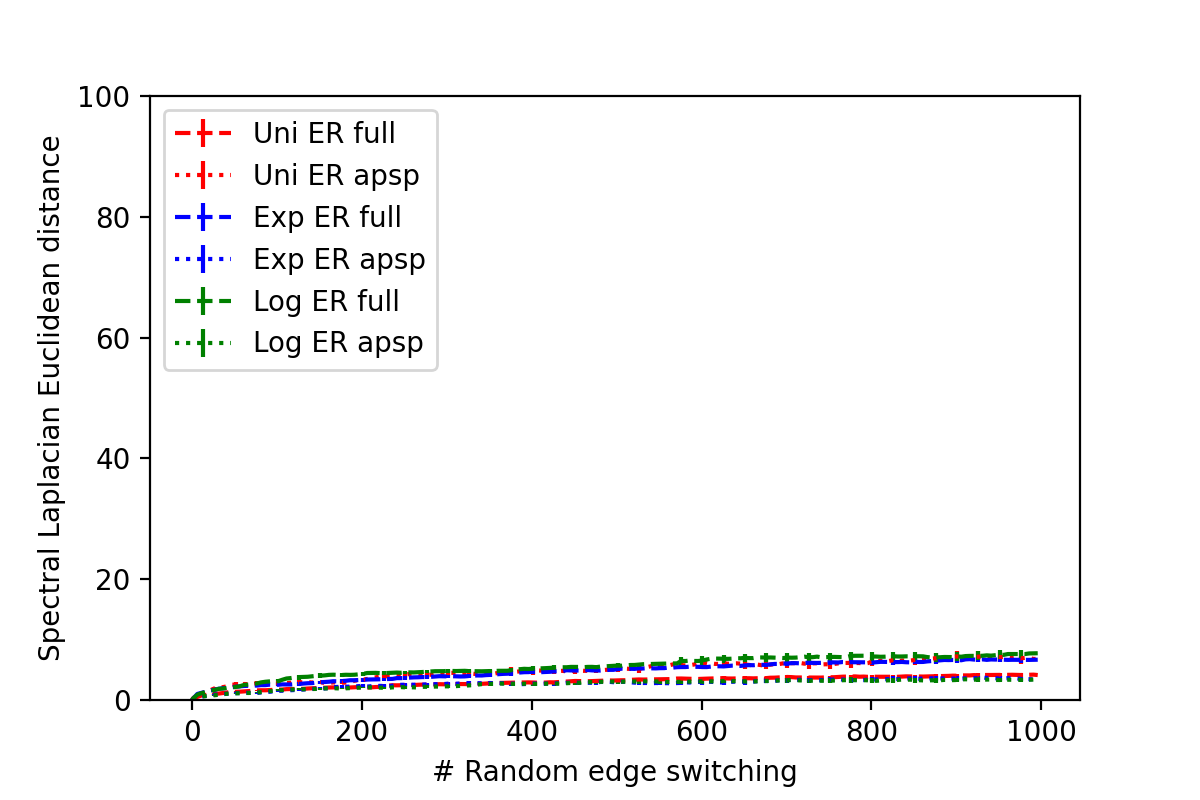 100
80
60
40
20
0
Spectral Laplacian Euclidean distance
Uni ER full
Uni ER apsp
Exp ER full
Exp ER apsp
Log ER full
Log ER apsp
0 200 400 600 800 1000
# Random edge switching